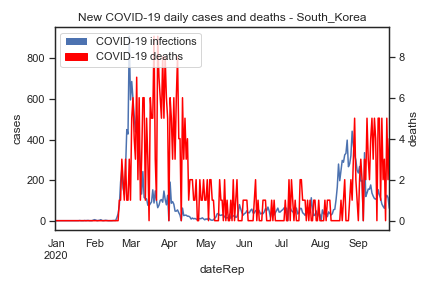 New COVID-19 daily cases and deaths - South_Korea
COVID-19 infections
COVID-19 deaths
800
600
400
200
0
cases
8
6
4
2
0
deaths
Jan Feb Mar Apr May Jun Jul Aug Sep
2020
dateRep